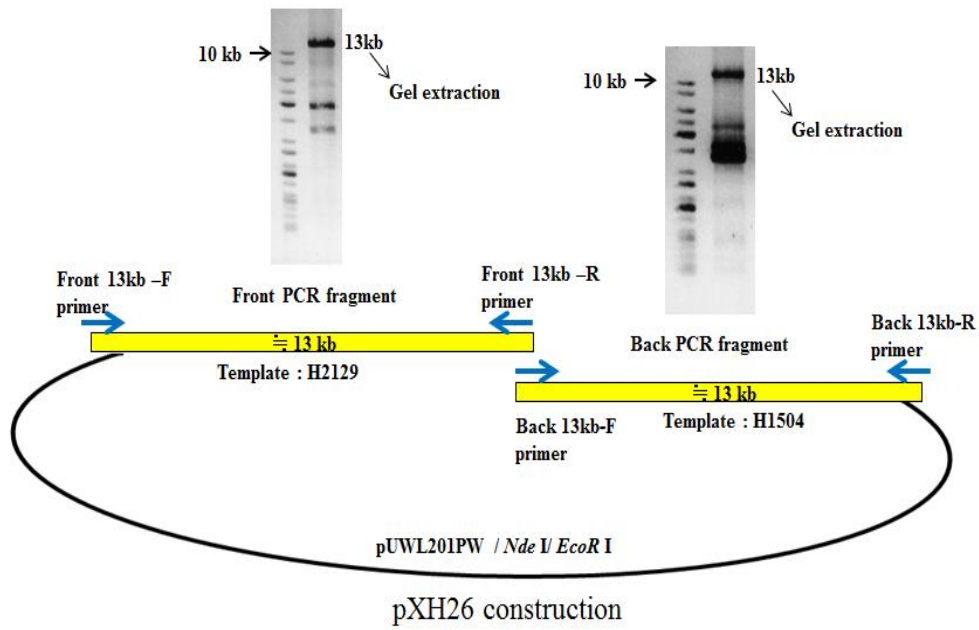 10 kb
13kb
Gel extraction
10 kb
13kb
Gel extraction
Front 13kb –F
primer
Front PCR fragment
Front 13kb –R
primer
≒ 13 kb
Template : H2129
Back PCR fragment
Back 13kb-R
primer
≒ 13 kb
Back 13kb-F
primer
Template : H1504
pUWL201PW / Nde I/ EcoR I
pXH26 construction